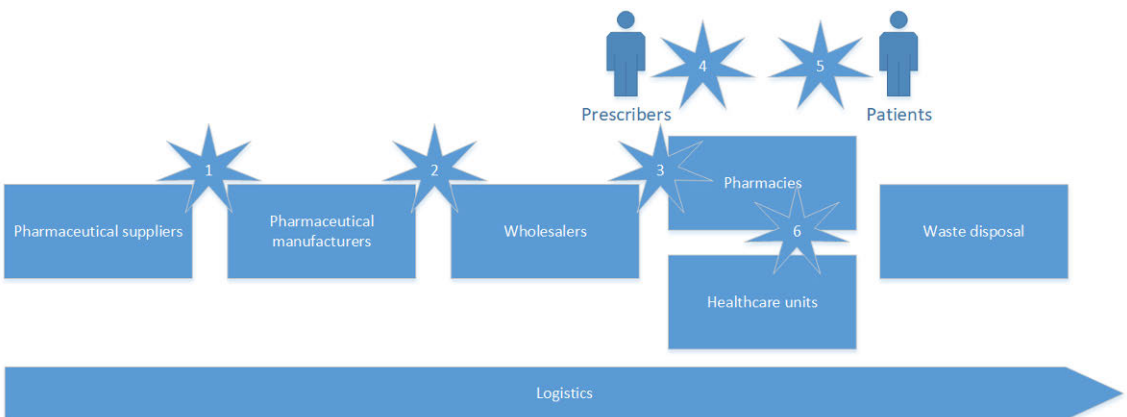 4
5
Prescribers
Patients
1
2
3
Pharmacies
Pharmaceutical suppliers
Pharmaceutical
manufacturers
Wholesalers
6
Waste disposal
Healthcare units
Logistics